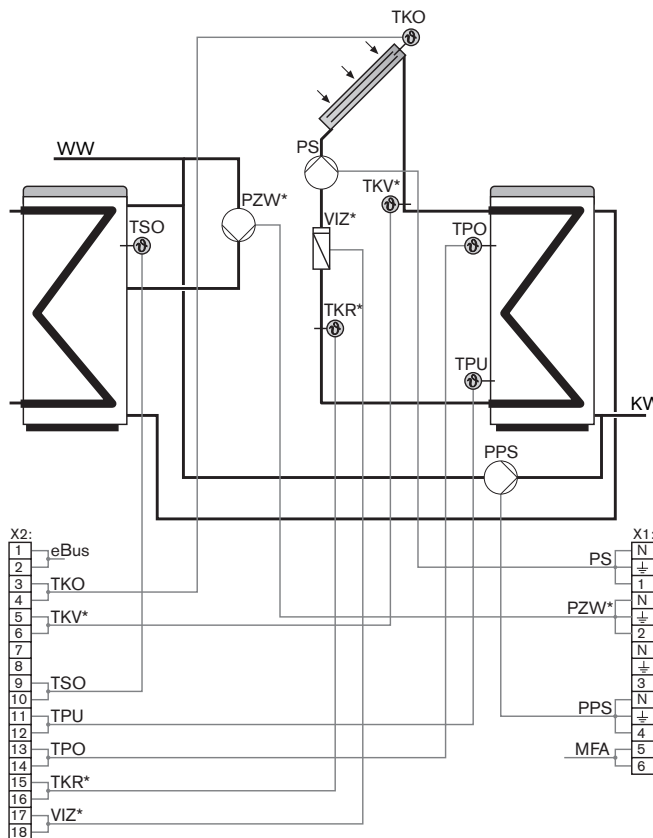 TKO
PS
WW
PZW*
TKV*
VIZ*
TSO
TPO
TKR*
TPU
KW
PPS
X2:
1 eBus
2
3 TKO
4
5 TKV*
6
7
8
9 TSO
10
11 TPU
12
13 TPO
14
15 TKR*
16
17 VIZ*
18
X1:
PS N
1
PZW* N
2
N
3
PPS N
4
MFA 5
6